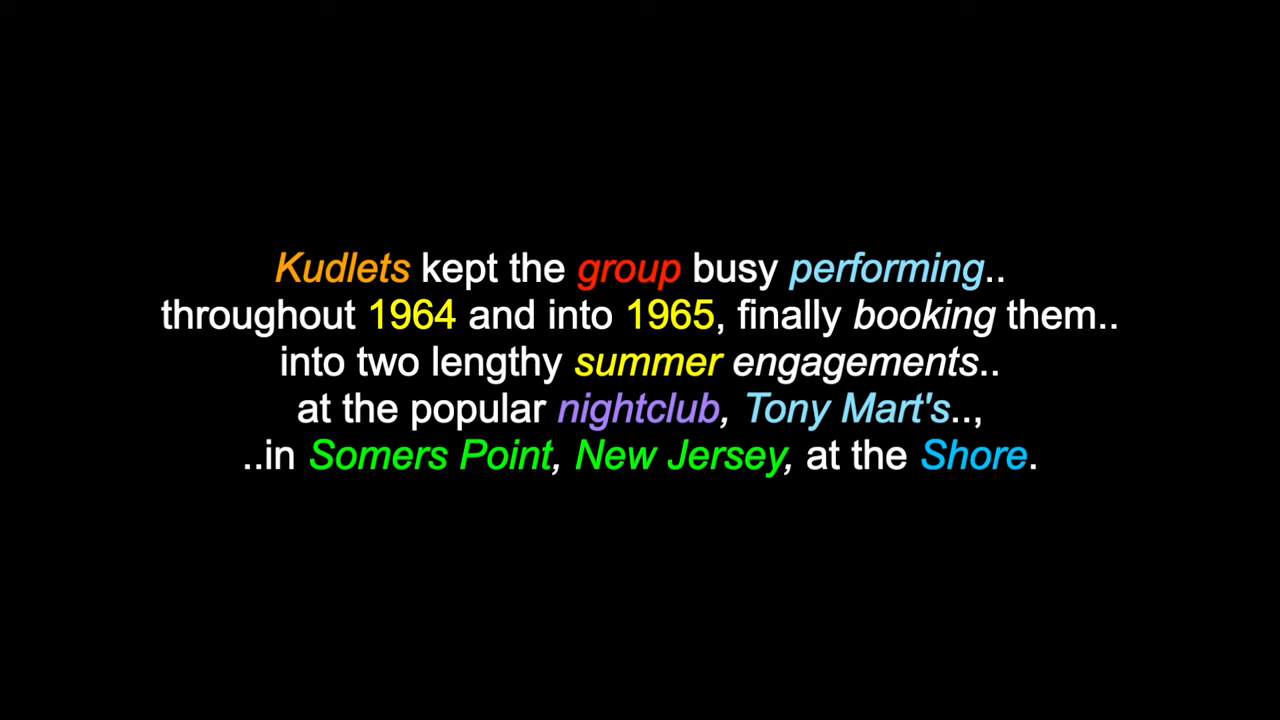 Kudlets kept the group busy performing..
throughout 1964 and into 1965, finally booking them..
into two lengthy summer engagements..
at the popular nightclub, Tony Mart's..,
..in Somers Point, New Jersey, at the Shore.